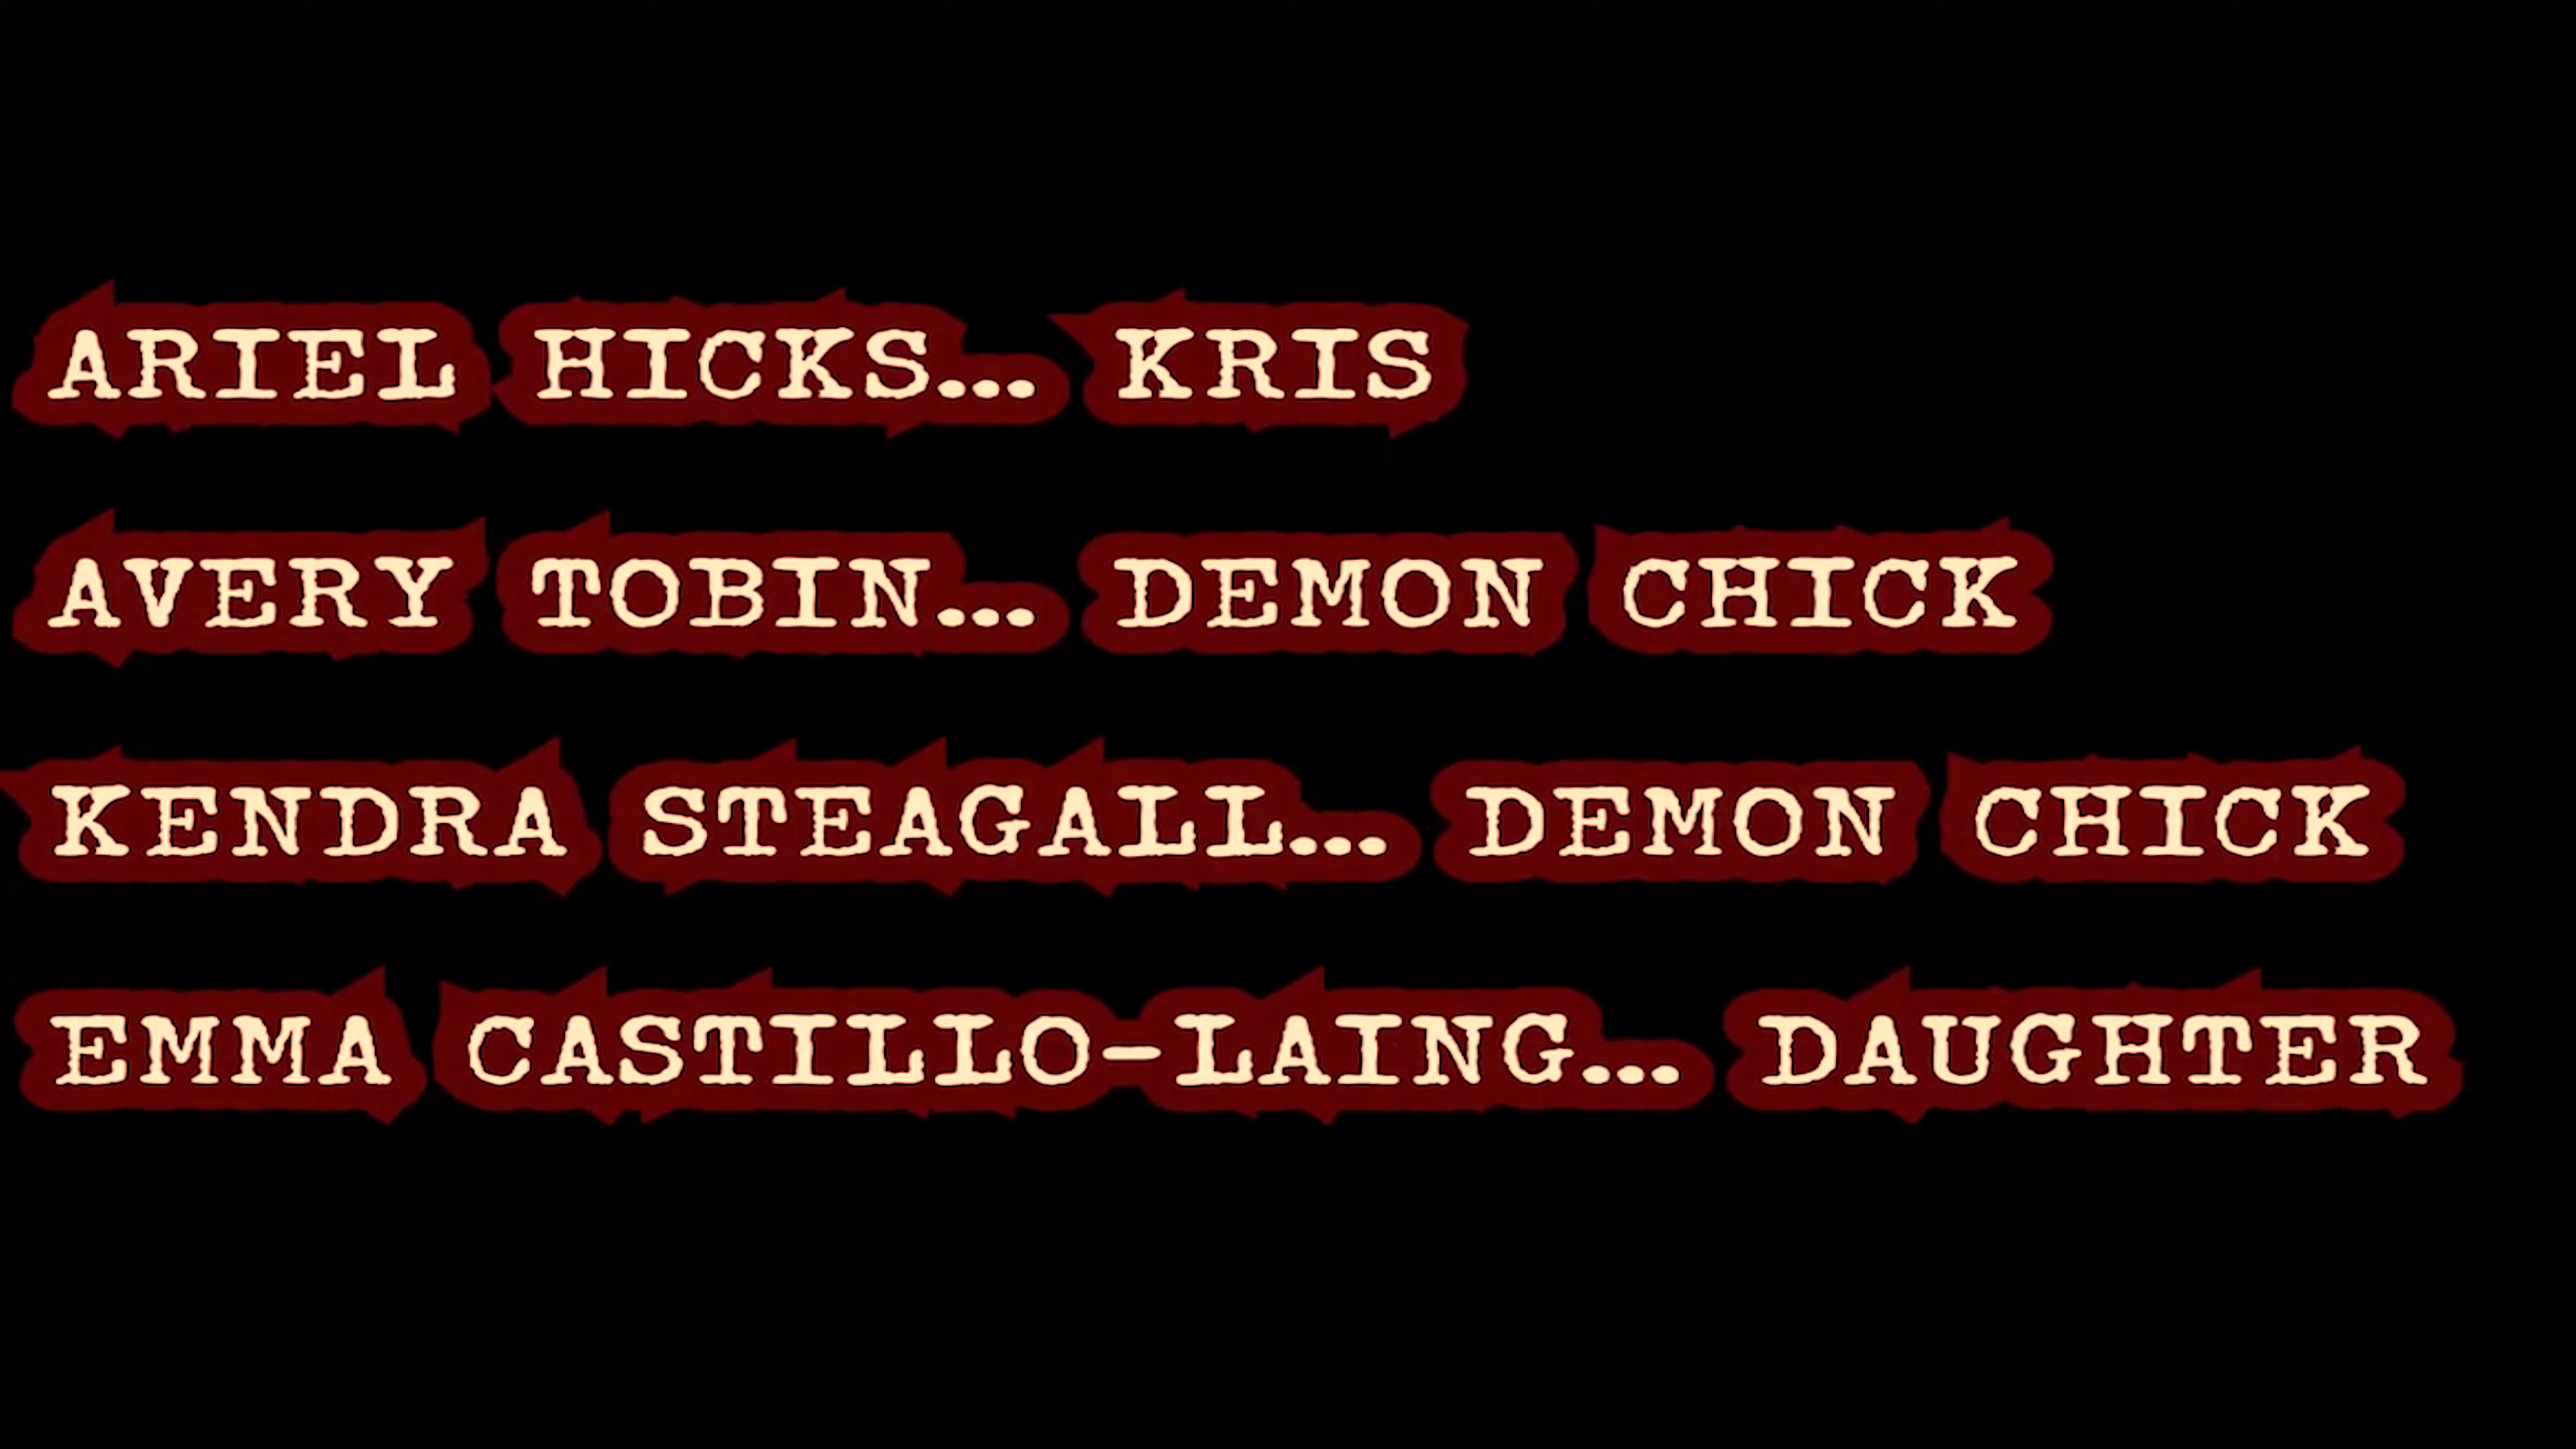 ARIEL HICKS... KRIS
AVERY TOBIN... DEMON CHICK
KENDRA STEAGALL... DEMON CHICK
EMMA CASTILLO-LAING... DAUGHTER